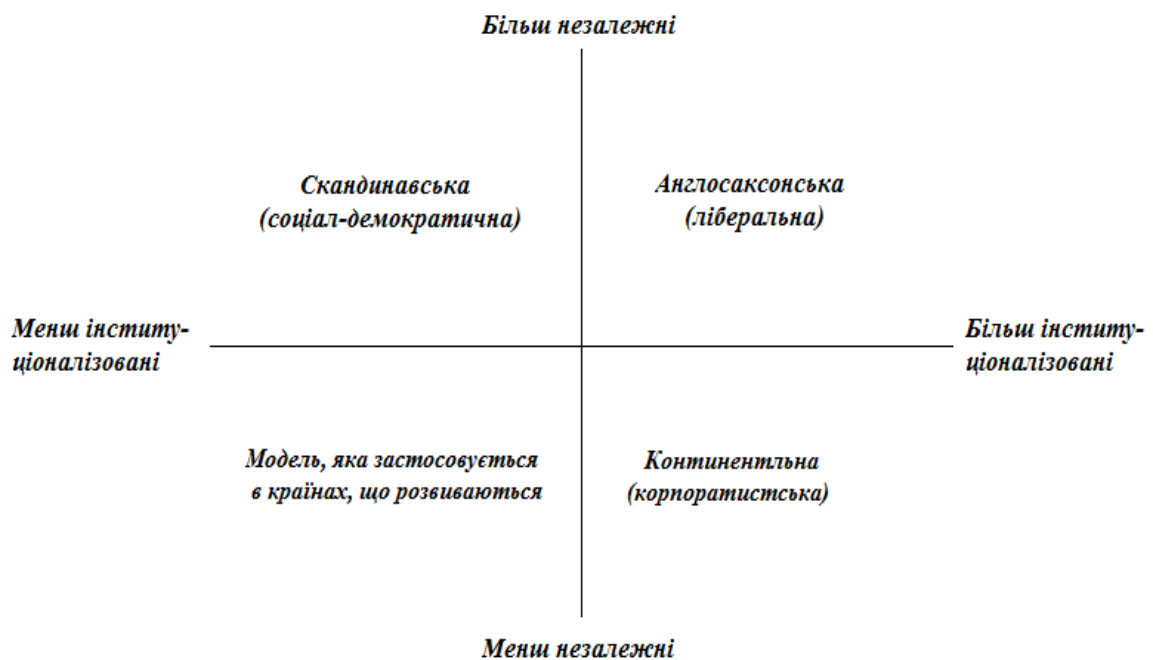 Більш незалежні
Скандинавська
(соціал-демократична)
Англосаксонська
(ліберальна)
Менш інститу-
ціоналізовані
Більш інститу-
ціоналізовані
Модель, яка застосовується
в країнах, що розвиваються
Континентльна
(корпоратистська)
Менш незалежні